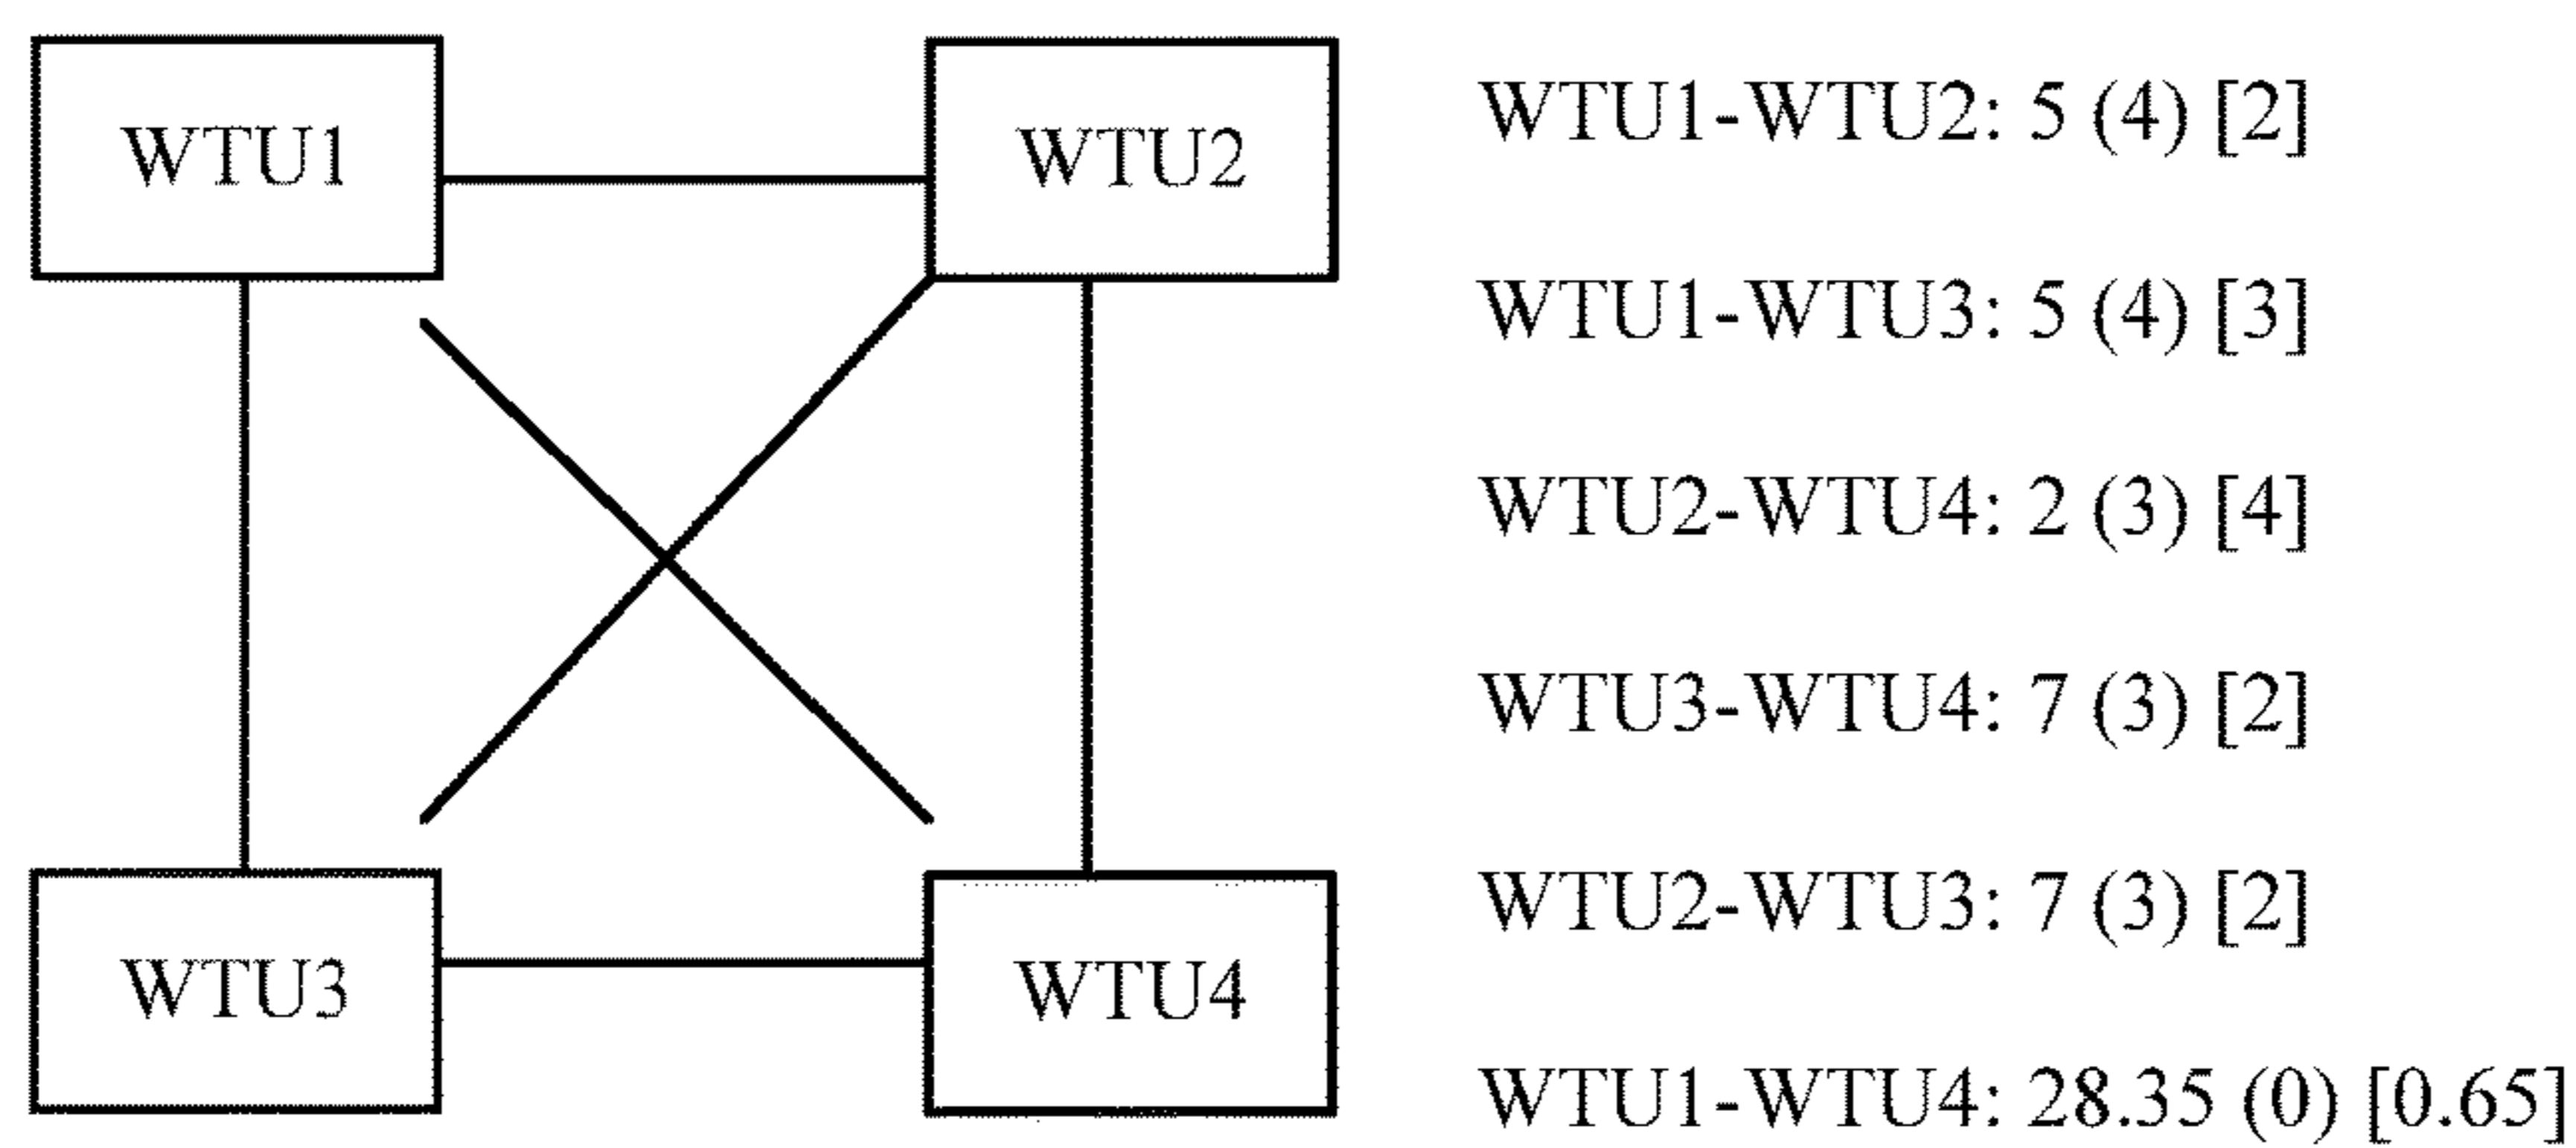 WTU1
WTU2
WTU3
WTU4
WTU1-WTU2: 5 (4) [2]
WTU1-WTU3: 5 (4) [3]
WTU2-WTU4: 2 (3) [4]
WTU3-WTU4: 7 (3) [2]
WTU2-WTU3: 7 (3) [2]
WTU1-WTU4: 28.35 (0) [0.65]